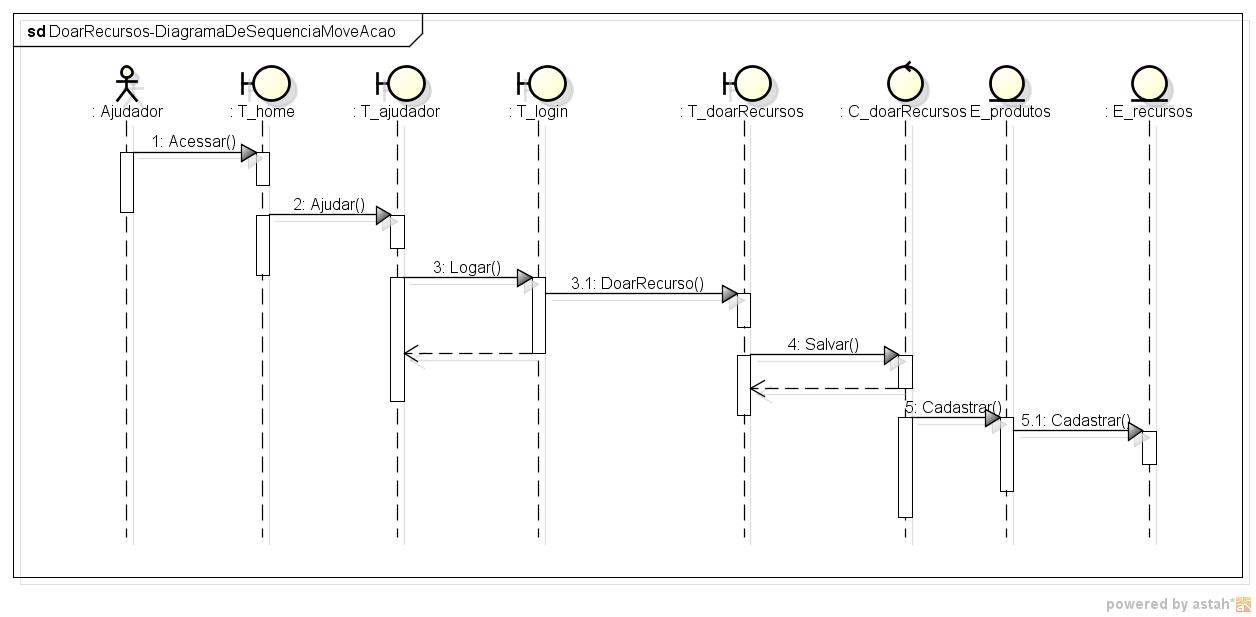 sd DoarRecursos-DiagramaDeSequenciaMoveAcao
: Ajudador
: T_home
: T_ajudador
: T_login
: T_doarRecursos
: C_doarRecursos
E_produtos
: E_recursos
1: Acessar()
2: Ajudar()
3: Logar()
3.1: DoarRecurso()
4: Salvar()
5: Cadastrar()
5.1: Cadastrar()
powered by astah*